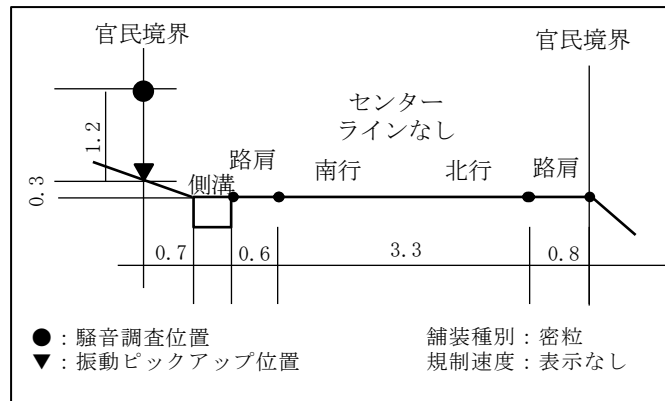 官民境界
官民境界
センター
ラインなし
1.2
路肩
南行
北行
路肩
側溝
0.3
0.7
0.6
3.3
0.8
●：騒音調査位置
▼：振動ピックアップ位置
舗装種別：密粒
規制速度：表示なし